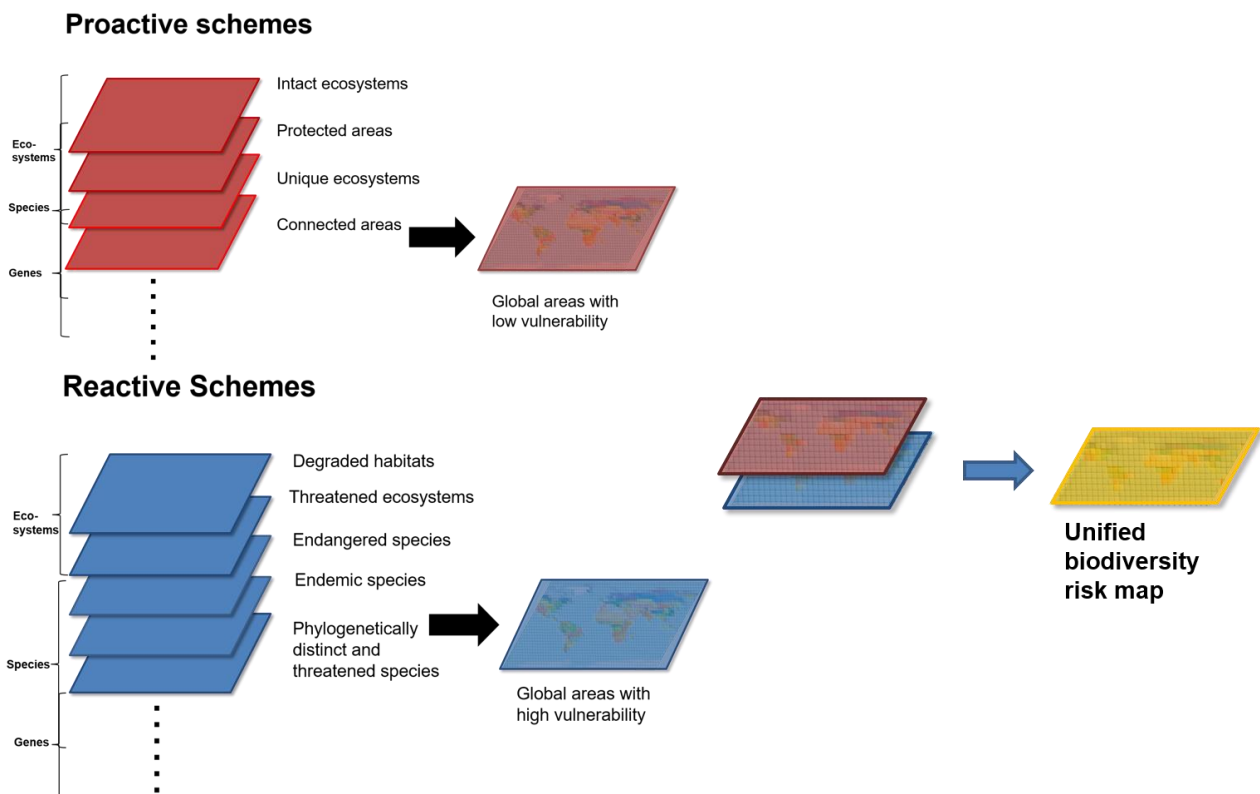 Proactive schemes
Intact ecosystems
Protected areas
Unique ecosystems
Connected areas
Eco-
systems
Species
Genes
Global areas with
low vulnerability
Reactive Schemes
Degraded habitats
Threatened ecosystems
Endangered species
Endemic species
Phylogenetically
distinct and
threatened species
Eco-
systems
Species
Genes
Global areas with
high vulnerability
Unified
biodiversity
risk map